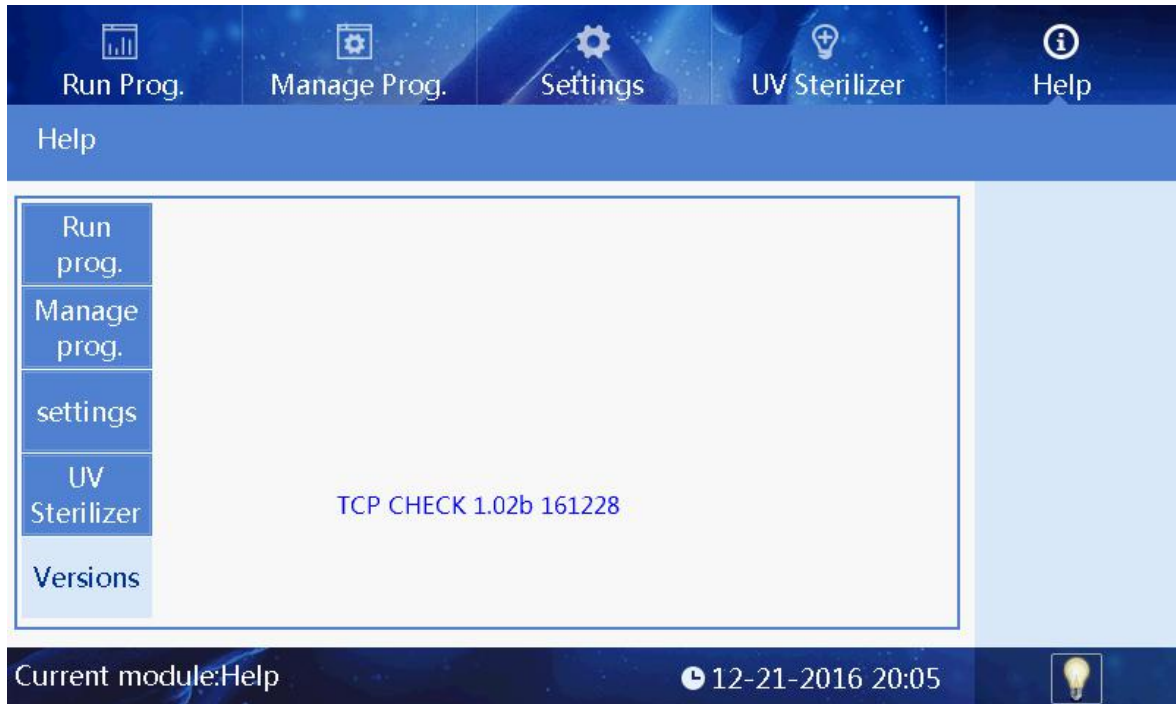 Run Prog.
Manage Prog.
Settings
UV Sterilizer
Help
Help
Run
prog.
Manage
prog.
settings
UV
Sterilizer
Versions
TCP CHECK 1.02b 161228
Current module:Help
12-21-2016 20:05